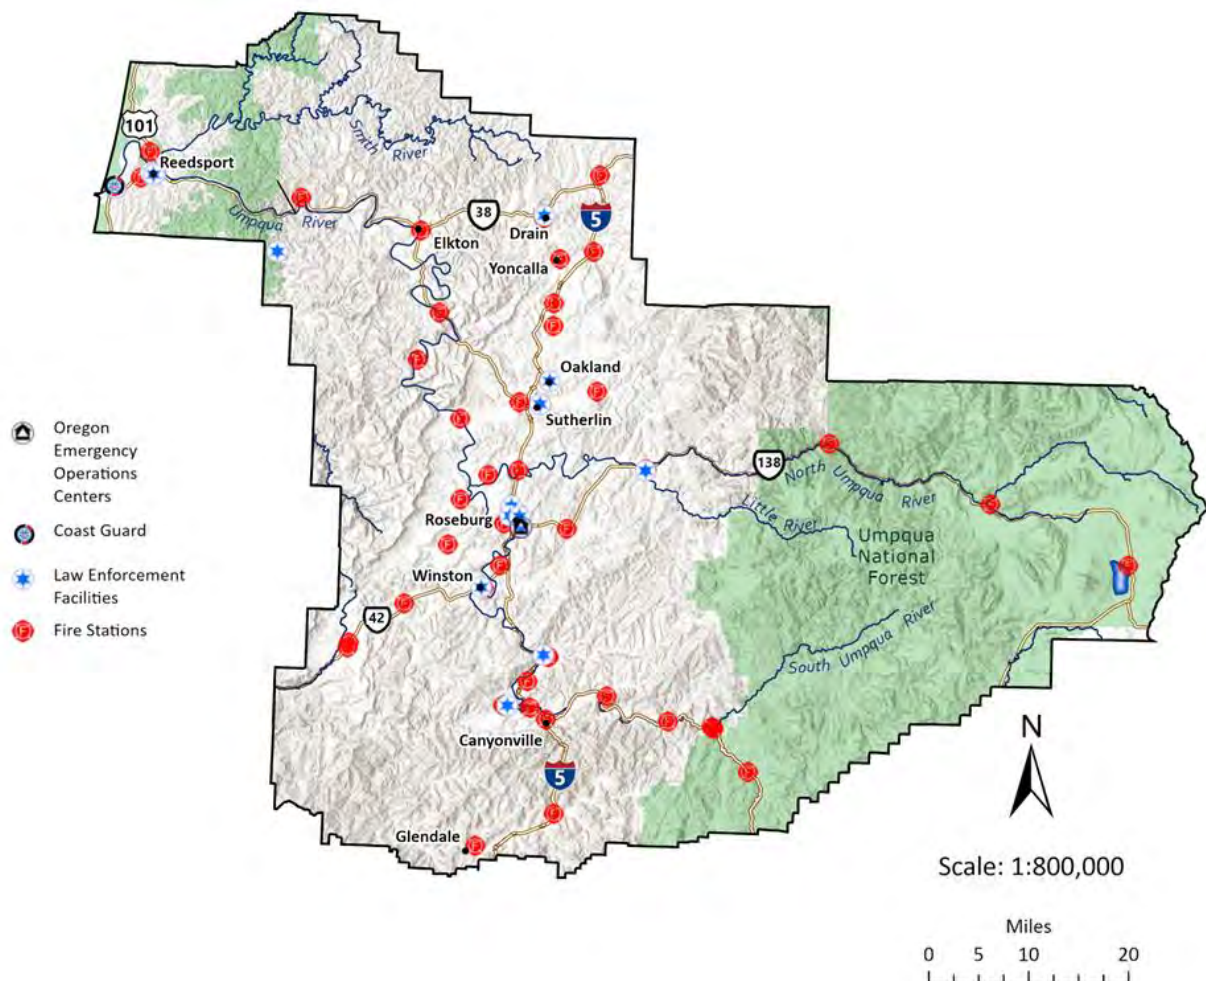 101
Reedsport
Smith River
Umpqua River
38
Drain
5
Elkton
Yoncalla
Oakland
Sutherlin
138
North Umpqua River
Little River
Roseburg
Umpqua
National
Forest
Winston
42
South Umpqua River
Canyonville
5
Glendale
Oregon
Emergency
Operations
Centers
Coast Guard
Law Enforcement
Facilities
F Fire Stations
N
Scale: 1:800,000
Miles
0 5 10 20